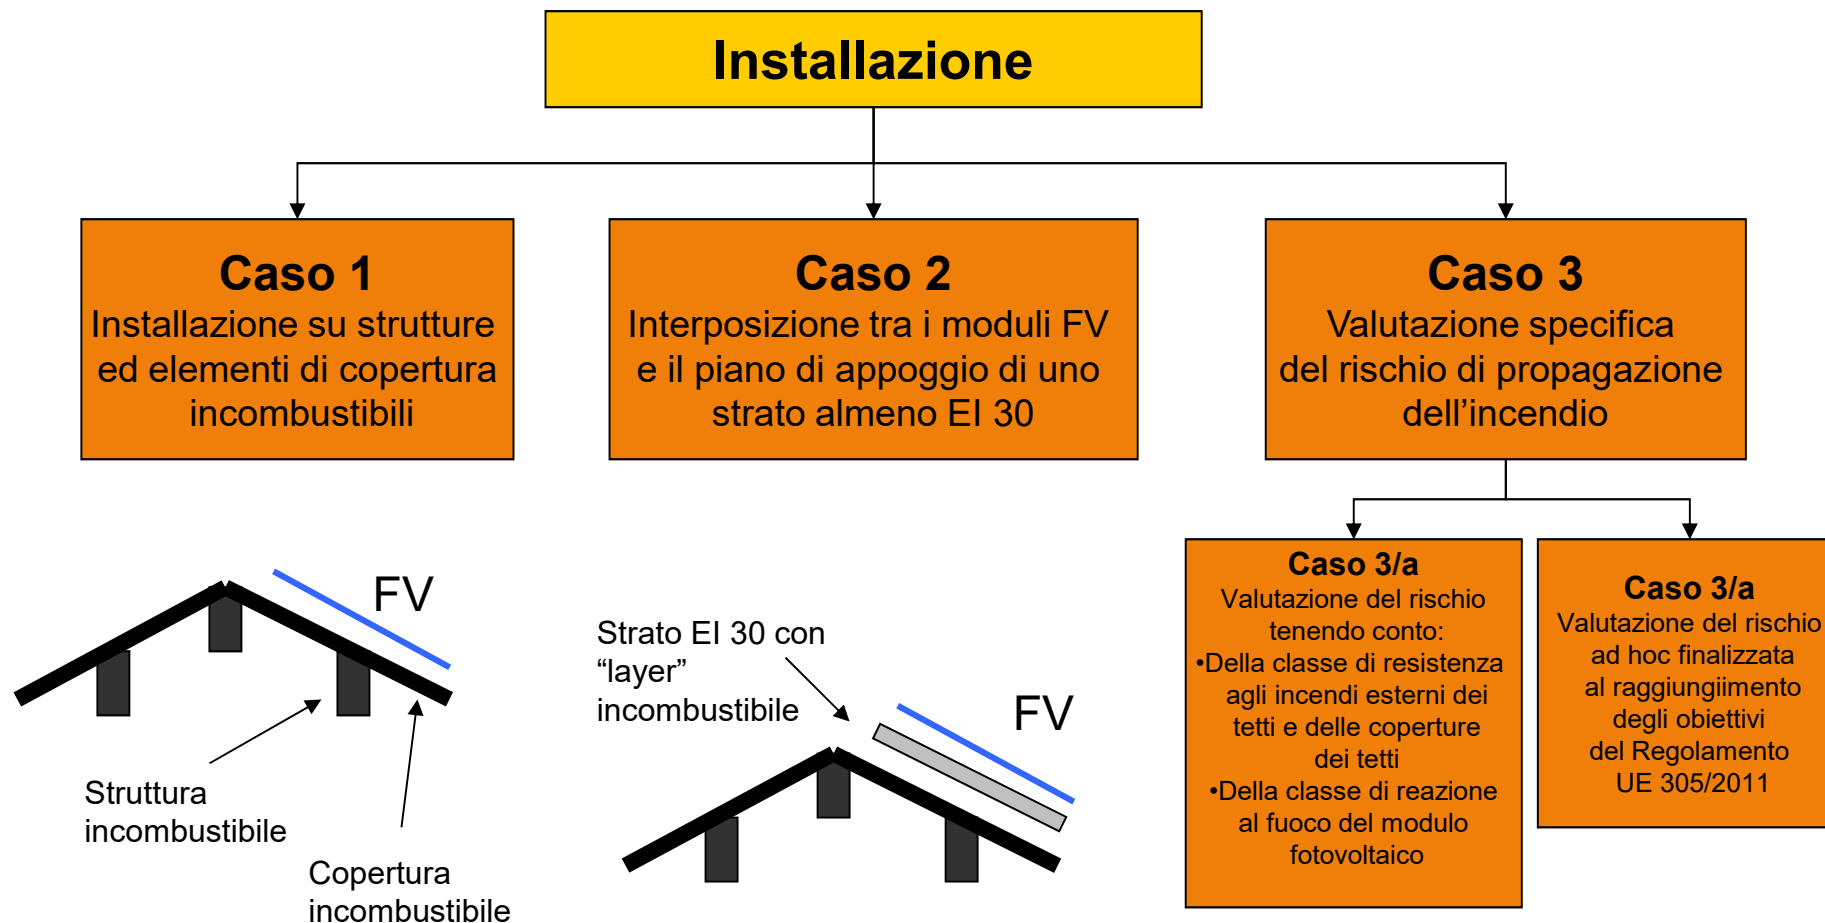 Installazione
Caso 1
Installazione su strutture
ed elementi di copertura
incombustibili
Caso 2
Interposizione tra i moduli FV
e il piano di appoggio di uno
strato almeno EI 30
Caso 3
Valutazione specifica
del rischio di propagazione
dell’incendio
Caso 3/a
Valutazione del rischio
tenendo conto:
•Della classe di resistenza
agli incendi esterni dei
tetti e delle coperture
dei tetti
•Della classe di reazione
al fuoco del modulo
fotovoltaico
Caso 3/a
Valutazione del rischio
ad hoc finalizzata
al raggiungiimento
degli obiettivi
del Regolamento
UE 305/2011
FV
Struttura
incombustibile
Copertura
incombustibile
Strato EI 30 con
“layer”
incombustibile
FV